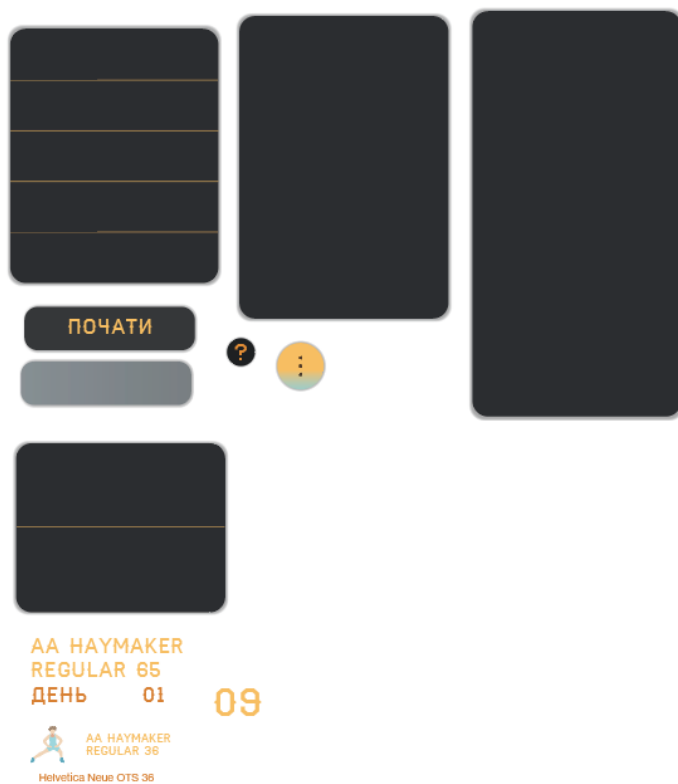 ПОЧАТИ
?
AA HAYMAKER
REGULAR 65
ДЕНЬ 01
09
AA HAYMAKER
REGULAR 36
Helvetica Neue OTS 36